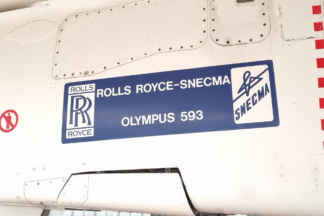 ROLLS
RR
ROYCE
ROLLS ROYCE-SNECMA
OLYMPUS 593
SNECMA